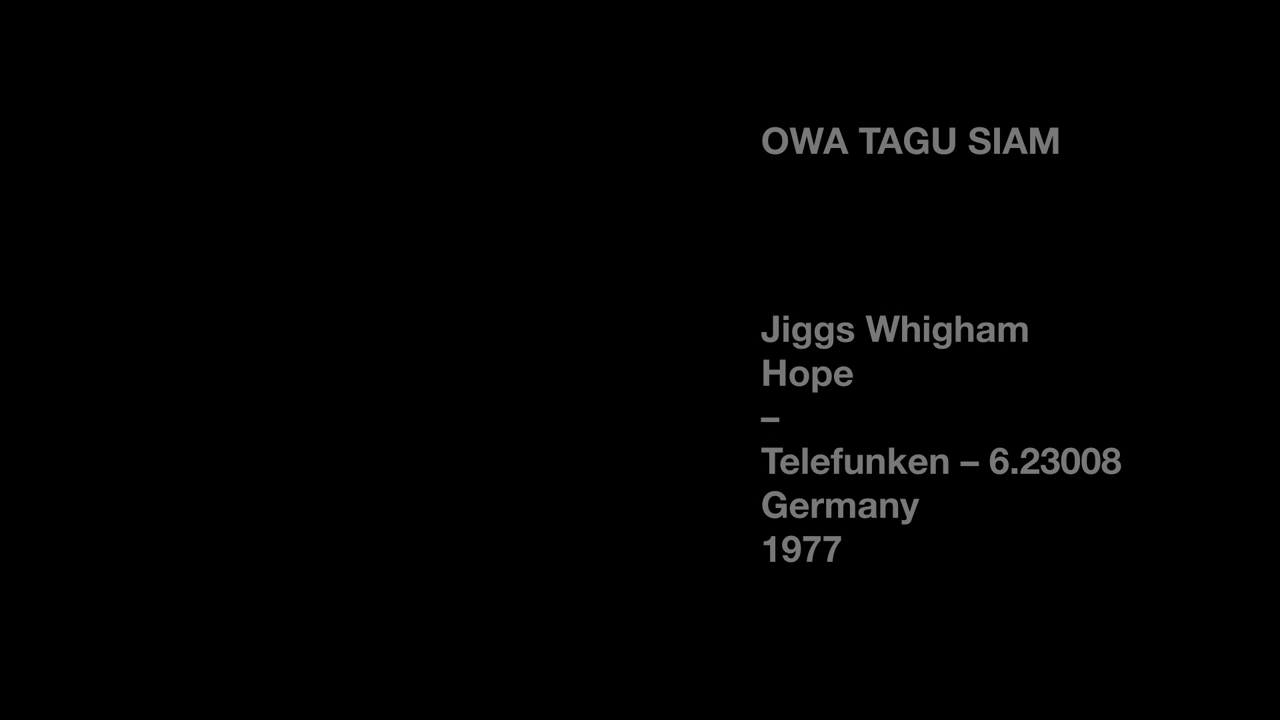 OWA TAGU SIAM
Jiggs Whigham
Hope
–
Telefunken – 6.23008
Germany
1977